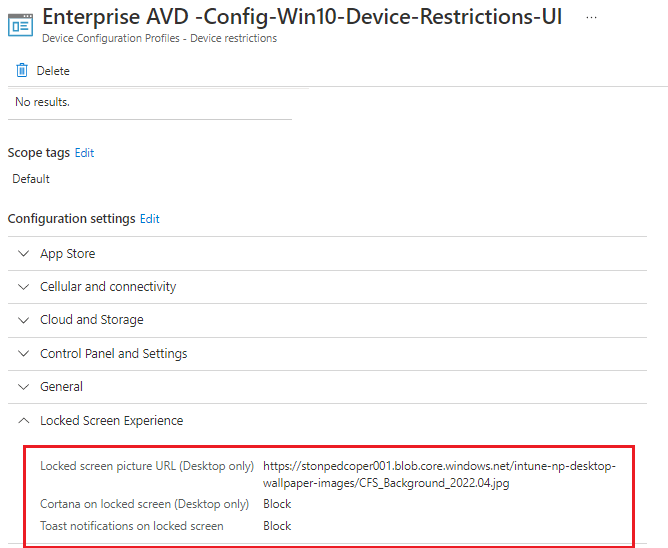 Enterprise AVD -Config-Win10-Device-Restrictions-UI ...
Device Configuration Profiles - Device restrictions
Delete
No results.
Scope tags Edit
Default
Configuration settings Edit
App Store
Cellular and connectivity
Cloud and Storage
Control Panel and Settings
General
Locked Screen Experience
Locked screen picture URL (Desktop only) https://stonpedcoper001.blob.core.windows.net/intune-np-desktop-
wallpaper-images/CFS_Background_2022.04.jpg
Cortana on locked screen (Desktop only) Block
Toast notifications on locked screen Block